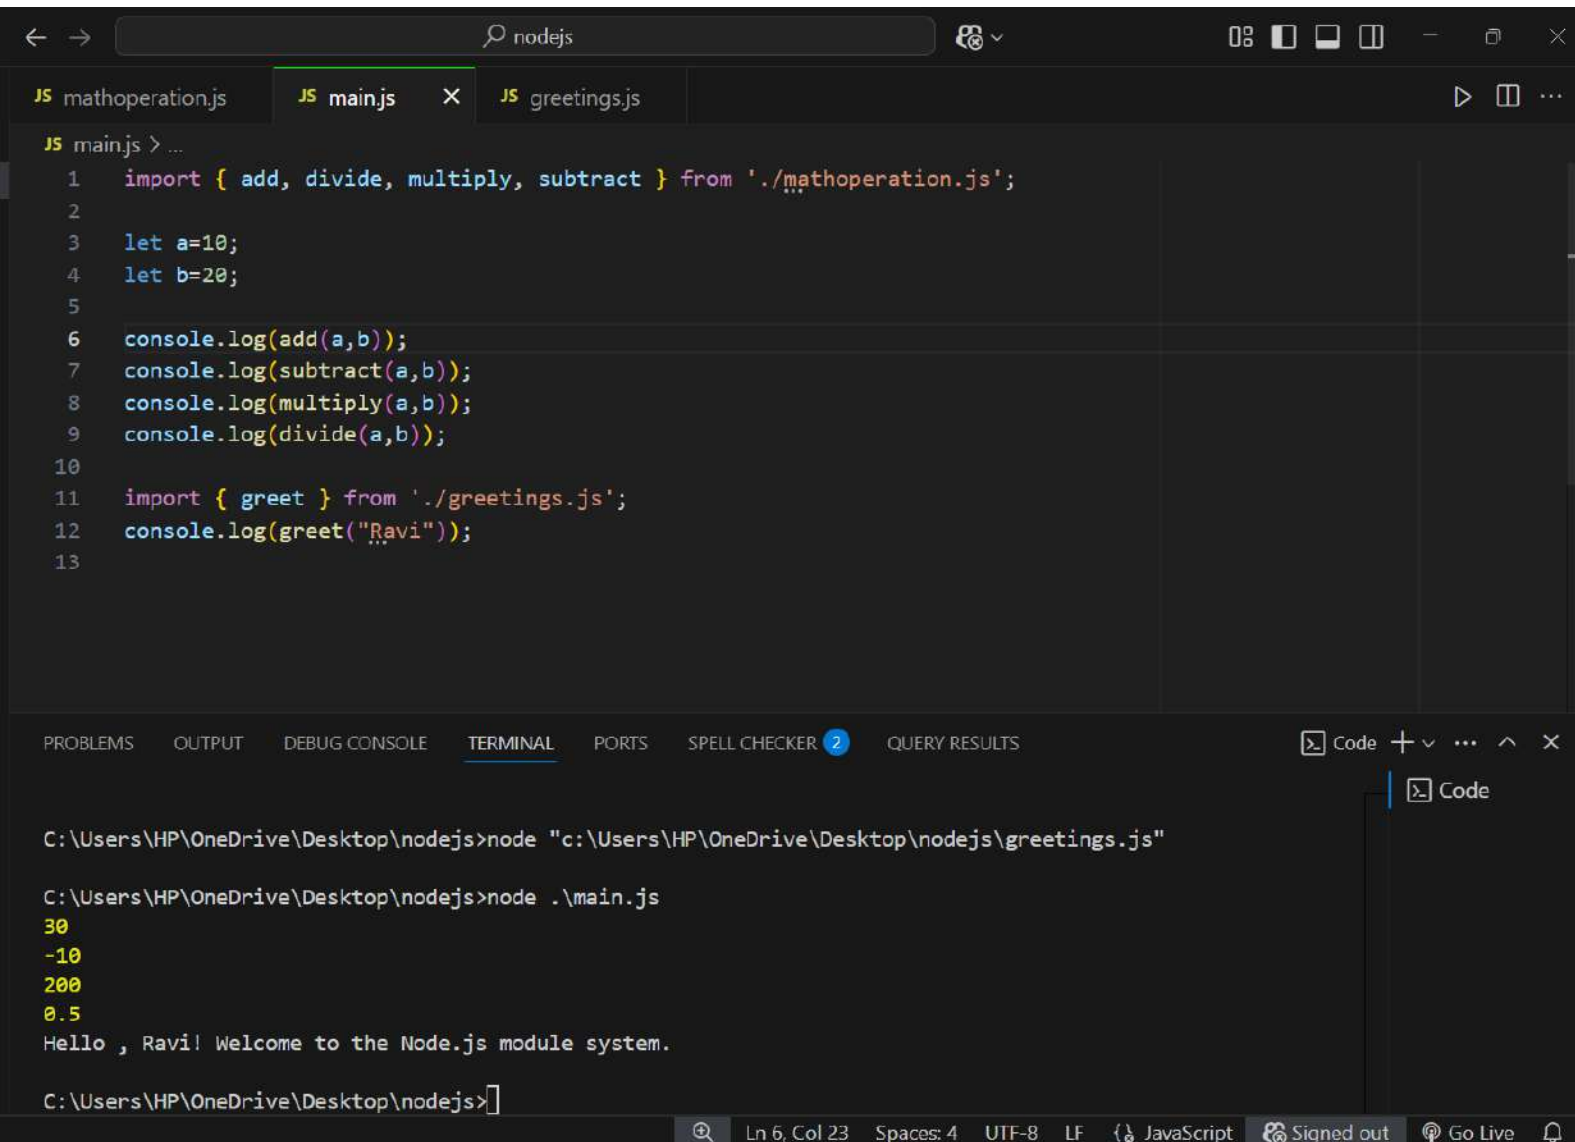 nodejs
JS mathoperation.js JS main.js JS greetings.js
JS main.js > ...
1 import { add, divide, multiply, subtract } from './mathoperation.js';
2
3 let a=10;
4 let b=20;
5
6 console.log(add(a,b));
7 console.log(subtract(a,b));
8 console.log(multiply(a,b));
9 console.log(divide(a,b));
10
11 import { greet } from './greetings.js';
12 console.log(greet("Ravi"));
13
PROBLEMS OUTPUT DEBUG CONSOLE TERMINAL PORTS SPELL CHECKER 2 QUERY RESULTS Code
Code
C:\Users\HP\OneDrive\Desktop\nodejs>node "c:\Users\HP\OneDrive\Desktop\nodejs\greetings.js"
C:\Users\HP\OneDrive\Desktop\nodejs>node .\main.js
30
-10
200
0.5
Hello , Ravi! Welcome to the Node.js module system.
C:\Users\HP\OneDrive\Desktop\nodejs>
Ln 6, Col 23 Spaces: 4 UTF-8 LF JavaScript Signed out Go Live